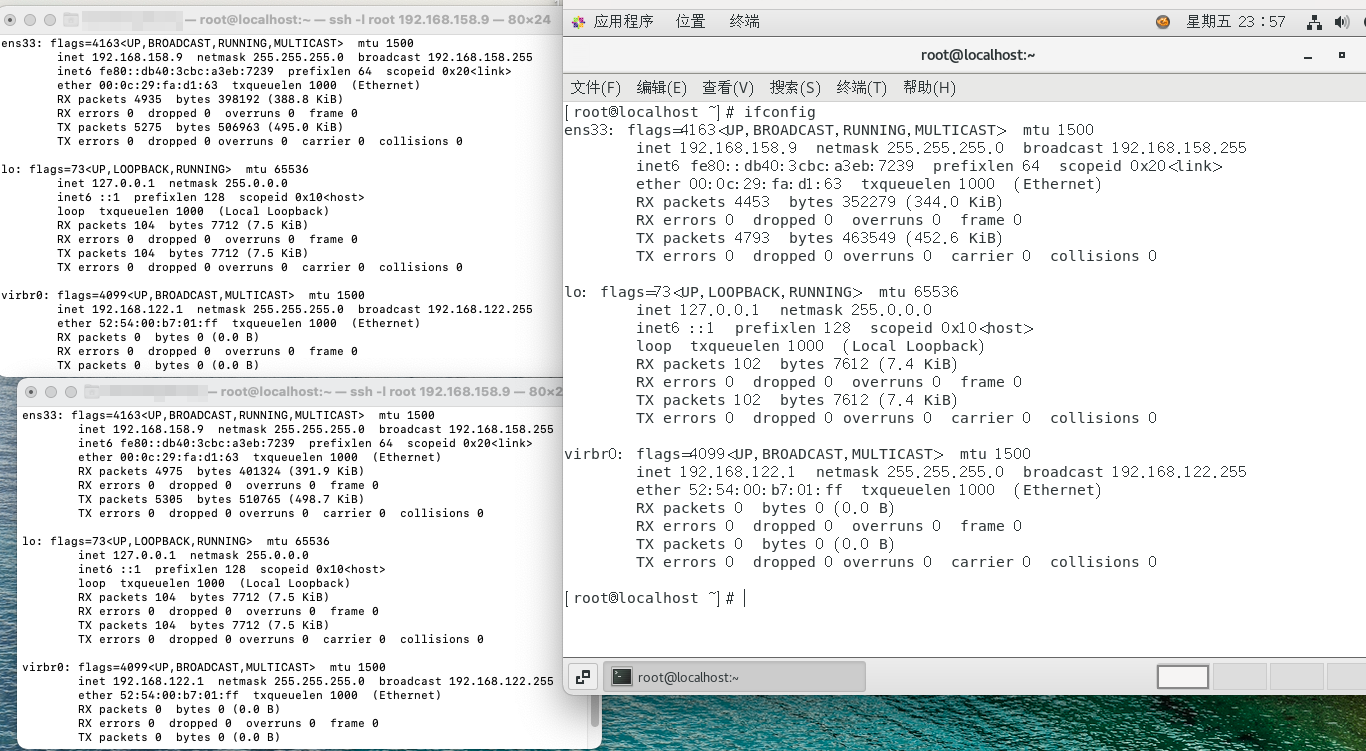 — root@localhost:~ — ssh -l root 192.168.158.9 — 80×24
ens33: flags=4163<UP,BROADCAST,RUNNING,MULTICAST>  mtu 1500
inet 192.168.158.9  netmask 255.255.255.0  broadcast 192.168.158.255
inet6 fe80::db40:3cbc:a3eb:7239  prefixlen 64  scopeid 0x20<link>
ether 00:0c:29:fa:d1:63  txqueuelen 1000  (Ethernet)
RX packets 4935  bytes 398192 (388.8 KiB)
RX errors 0  dropped 0  overruns 0  frame 0
TX packets 5275  bytes 506963 (495.0 KiB)
TX errors 0  dropped 0 overruns 0  carrier 0  collisions 0
lo: flags=73<UP,LOOPBACK,RUNNING>  mtu 65536
inet 127.0.0.1  netmask 255.0.0.0
inet6 ::1  prefixlen 128  scopeid 0x10<host>
loop  txqueuelen 1000  (Local Loopback)
RX packets 104  bytes 7712 (7.5 KiB)
RX errors 0  dropped 0  overruns 0  frame 0
TX packets 104  bytes 7712 (7.5 KiB)
TX errors 0  dropped 0 overruns 0  carrier 0  collisions 0
virbr0: flags=4099<UP,BROADCAST,MULTICAST>  mtu 1500
inet 192.168.122.1  netmask 255.255.255.0  broadcast 192.168.122.255
ether 52:54:00:b7:01:ff  txqueuelen 1000  (Ethernet)
RX packets 0  bytes 0 (0.0 B)
RX errors 0  dropped 0  overruns 0  frame 0
TX packets 0  bytes 0 (0.0 B)
— root@localhost:~ — ssh -l root 192.168.158.9 — 80×2
ens33: flags=4163<UP,BROADCAST,RUNNING,MULTICAST>  mtu 1500
inet 192.168.158.9  netmask 255.255.255.0  broadcast 192.168.158.255
inet6 fe80::db40:3cbc:a3eb:7239  prefixlen 64  scopeid 0x20<link>
ether 00:0c:29:fa:d1:63  txqueuelen 1000  (Ethernet)
RX packets 4975  bytes 401324 (391.9 KiB)
RX errors 0  dropped 0  overruns 0  frame 0
TX packets 5305  bytes 510765 (498.7 KiB)
TX errors 0  dropped 0 overruns 0  carrier 0  collisions 0
lo: flags=73<UP,LOOPBACK,RUNNING>  mtu 65536
inet 127.0.0.1  netmask 255.0.0.0
inet6 ::1  prefixlen 128  scopeid 0x10<host>
loop  txqueuelen 1000  (Local Loopback)
RX packets 104  bytes 7712 (7.5 KiB)
RX errors 0  dropped 0  overruns 0  frame 0
TX packets 104  bytes 7712 (7.5 KiB)
TX errors 0  dropped 0 overruns 0  carrier 0  collisions 0
virbr0: flags=4099<UP,BROADCAST,MULTICAST>  mtu 1500
inet 192.168.122.1  netmask 255.255.255.0  broadcast 192.168.122.255
ether 52:54:00:b7:01:ff  txqueuelen 1000  (Ethernet)
RX packets 0  bytes 0 (0.0 B)
RX errors 0  dropped 0  overruns 0  frame 0
TX packets 0  bytes 0 (0.0 B)
应用程序 位置 终端 星期五 23：57
root@localhost:~
文件(F) 编辑(E) 查看(V) 搜索(S) 终端(T) 帮助(H)
[root@localhost ~]# ifconfig
ens33: flags=4163<UP,BROADCAST,RUNNING,MULTICAST>  mtu 1500
inet 192.168.158.9  netmask 255.255.255.0  broadcast 192.168.158.255
inet6 fe80::db40:3cbc:a3eb:7239  prefixlen 64  scopeid 0x20<link>
ether 00:0c:29:fa:d1:63  txqueuelen 1000  (Ethernet)
RX packets 4453  bytes 352279 (344.0 KiB)
RX errors 0  dropped 0  overruns 0  frame 0
TX packets 4793  bytes 463549 (452.6 KiB)
TX errors 0  dropped 0 overruns 0  carrier 0  collisions 0
lo: flags=73<UP,LOOPBACK,RUNNING>  mtu 65536
inet 127.0.0.1  netmask 255.0.0.0
inet6 ::1  prefixlen 128  scopeid 0x10<host>
loop  txqueuelen 1000  (Local Loopback)
RX packets 102  bytes 7612 (7.4 KiB)
RX errors 0  dropped 0  overruns 0  frame 0
TX packets 102  bytes 7612 (7.4 KiB)
TX errors 0  dropped 0 overruns 0  carrier 0  collisions 0
virbr0: flags=4099<UP,BROADCAST,MULTICAST>  mtu 1500
inet 192.168.122.1  netmask 255.255.255.0  broadcast 192.168.122.255
ether 52:54:00:b7:01:ff  txqueuelen 1000  (Ethernet)
RX packets 0  bytes 0 (0.0 B)
RX errors 0  dropped 0  overruns 0  frame 0
TX packets 0  bytes 0 (0.0 B)
TX errors 0  dropped 0 overruns 0  carrier 0  collisions 0
[root@localhost ~]#
root@localhost:~